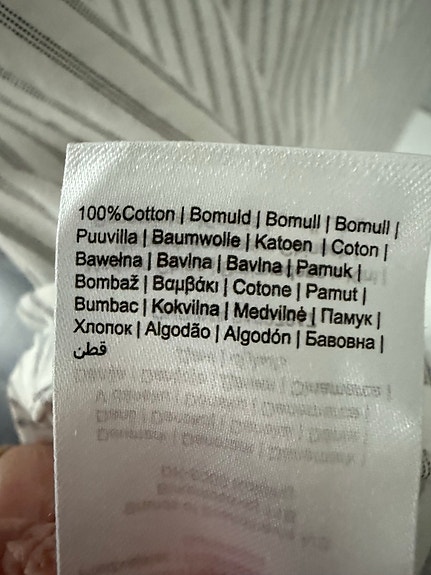 100%Cotton | Bomuld | Bomull | Bomull |
Puuvilla | Baumwolle | Katoen | Coton |
Bawełna | Bavlna | Bavlna | Pamuk |
Bombaž | Βαμβάκι | Cotone | Pamut |
Bumbac | Kokvilna | Medvilnė | Памук |
Хлопок | Algodão | Algodón | Бавовна |
قطن